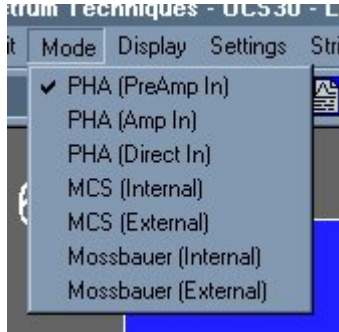 Techniques - UCS30 - L
it Mode Display Settings Stri
✔ PHA (PreAmp In)
PHA (Amp In)
PHA (Direct In)
MCS (Internal)
MCS (External)
Mossbauer (Internal)
Mossbauer (External)